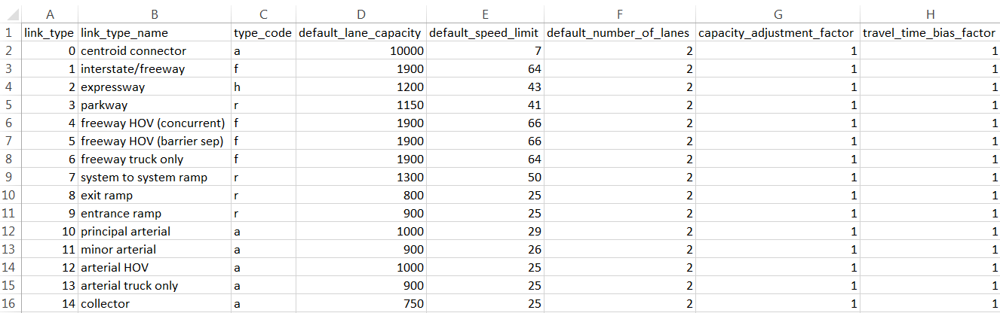 A B C D E F G H
1 link_type link_type_name type_code default_lane_capacity default_speed_limit default_number_of_lanes capacity_adjustment_factor travel_time_bias_factor
2 0 centroid connector a 10000 7 2 1 1
3 1 interstate/freeway f 1900 64 2 1 1
4 2 expressway h 1200 43 2 1 1
5 3 parkway r 1150 41 2 1 1
6 4 freeway HOV (concurrent) f 1900 66 2 1 1
7 5 freeway HOV (barrier sep) f 1900 66 2 1 1
8 6 freeway truck only f 1900 64 2 1 1
9 7 system to system ramp r 1300 50 2 1 1
10 8 exit ramp r 800 25 2 1 1
11 9 entrance ramp r 900 25 2 1 1
12 10 principal arterial a 1000 29 2 1 1
13 11 minor arterial a 900 26 2 1 1
14 12 arterial HOV a 1000 25 2 1 1
15 13 arterial truck only a 900 25 2 1 1
16 14 collector a 750 25 2 1 1